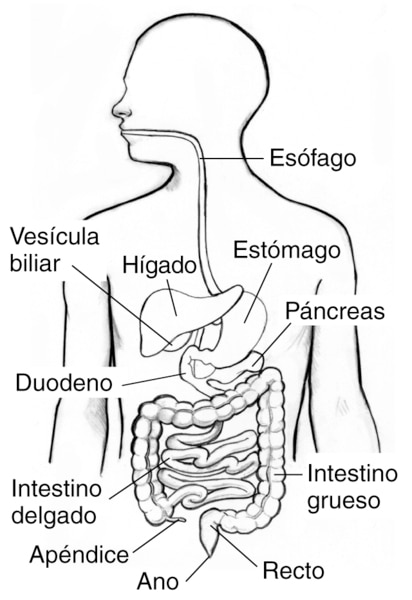 Esófago
Vesícula
biliar
Hígado
Estómago
Páncreas
Duodeno
Intestino
delgado
Intestino
grueso
Apéndice
Ano
Recto